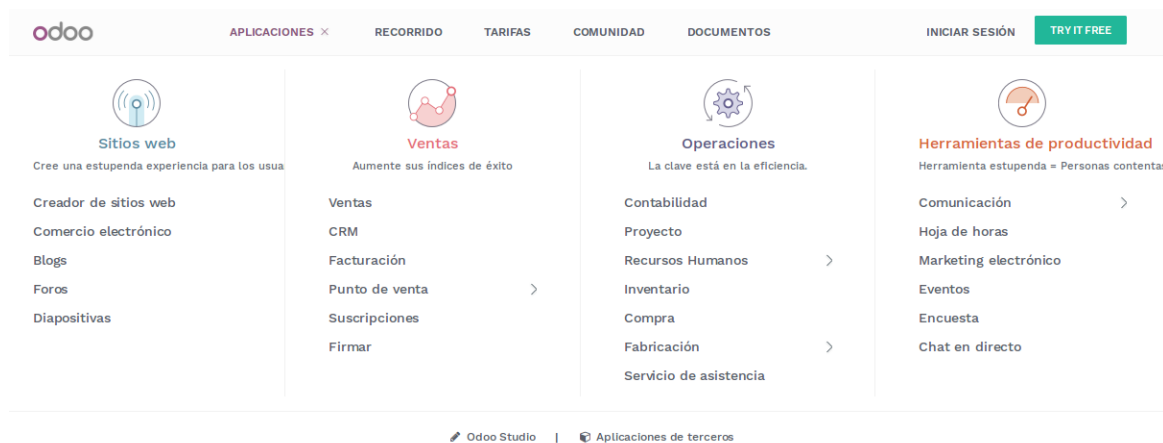 odoo
APLICACIONES ×
RECORRIDO
TARIFAS
COMUNIDAD
DOCUMENTOS
INICIAR SESIÓN
TRY IT FREE
Sitios web
Cree una estupenda experiencia para los usua
Creador de sitios web
Comercio electrónico
Blogs
Foros
Diapositivas
Ventas
Aumente sus índices de éxito
Ventas
CRM
Facturación
Punto de venta
Suscripciones
Firmar
Operaciones
La clave está en la eficiencia.
Contabilidad
Proyecto
Recursos Humanos
Inventario
Compra
Fabricación
Servicio de asistencia
Herramientas de productividad
Herramienta estupenda = Personas contentas
Comunicación
Hoja de horas
Marketing electrónico
Eventos
Encuesta
Chat en directo
Odoo Studio | Aplicaciones de terceros